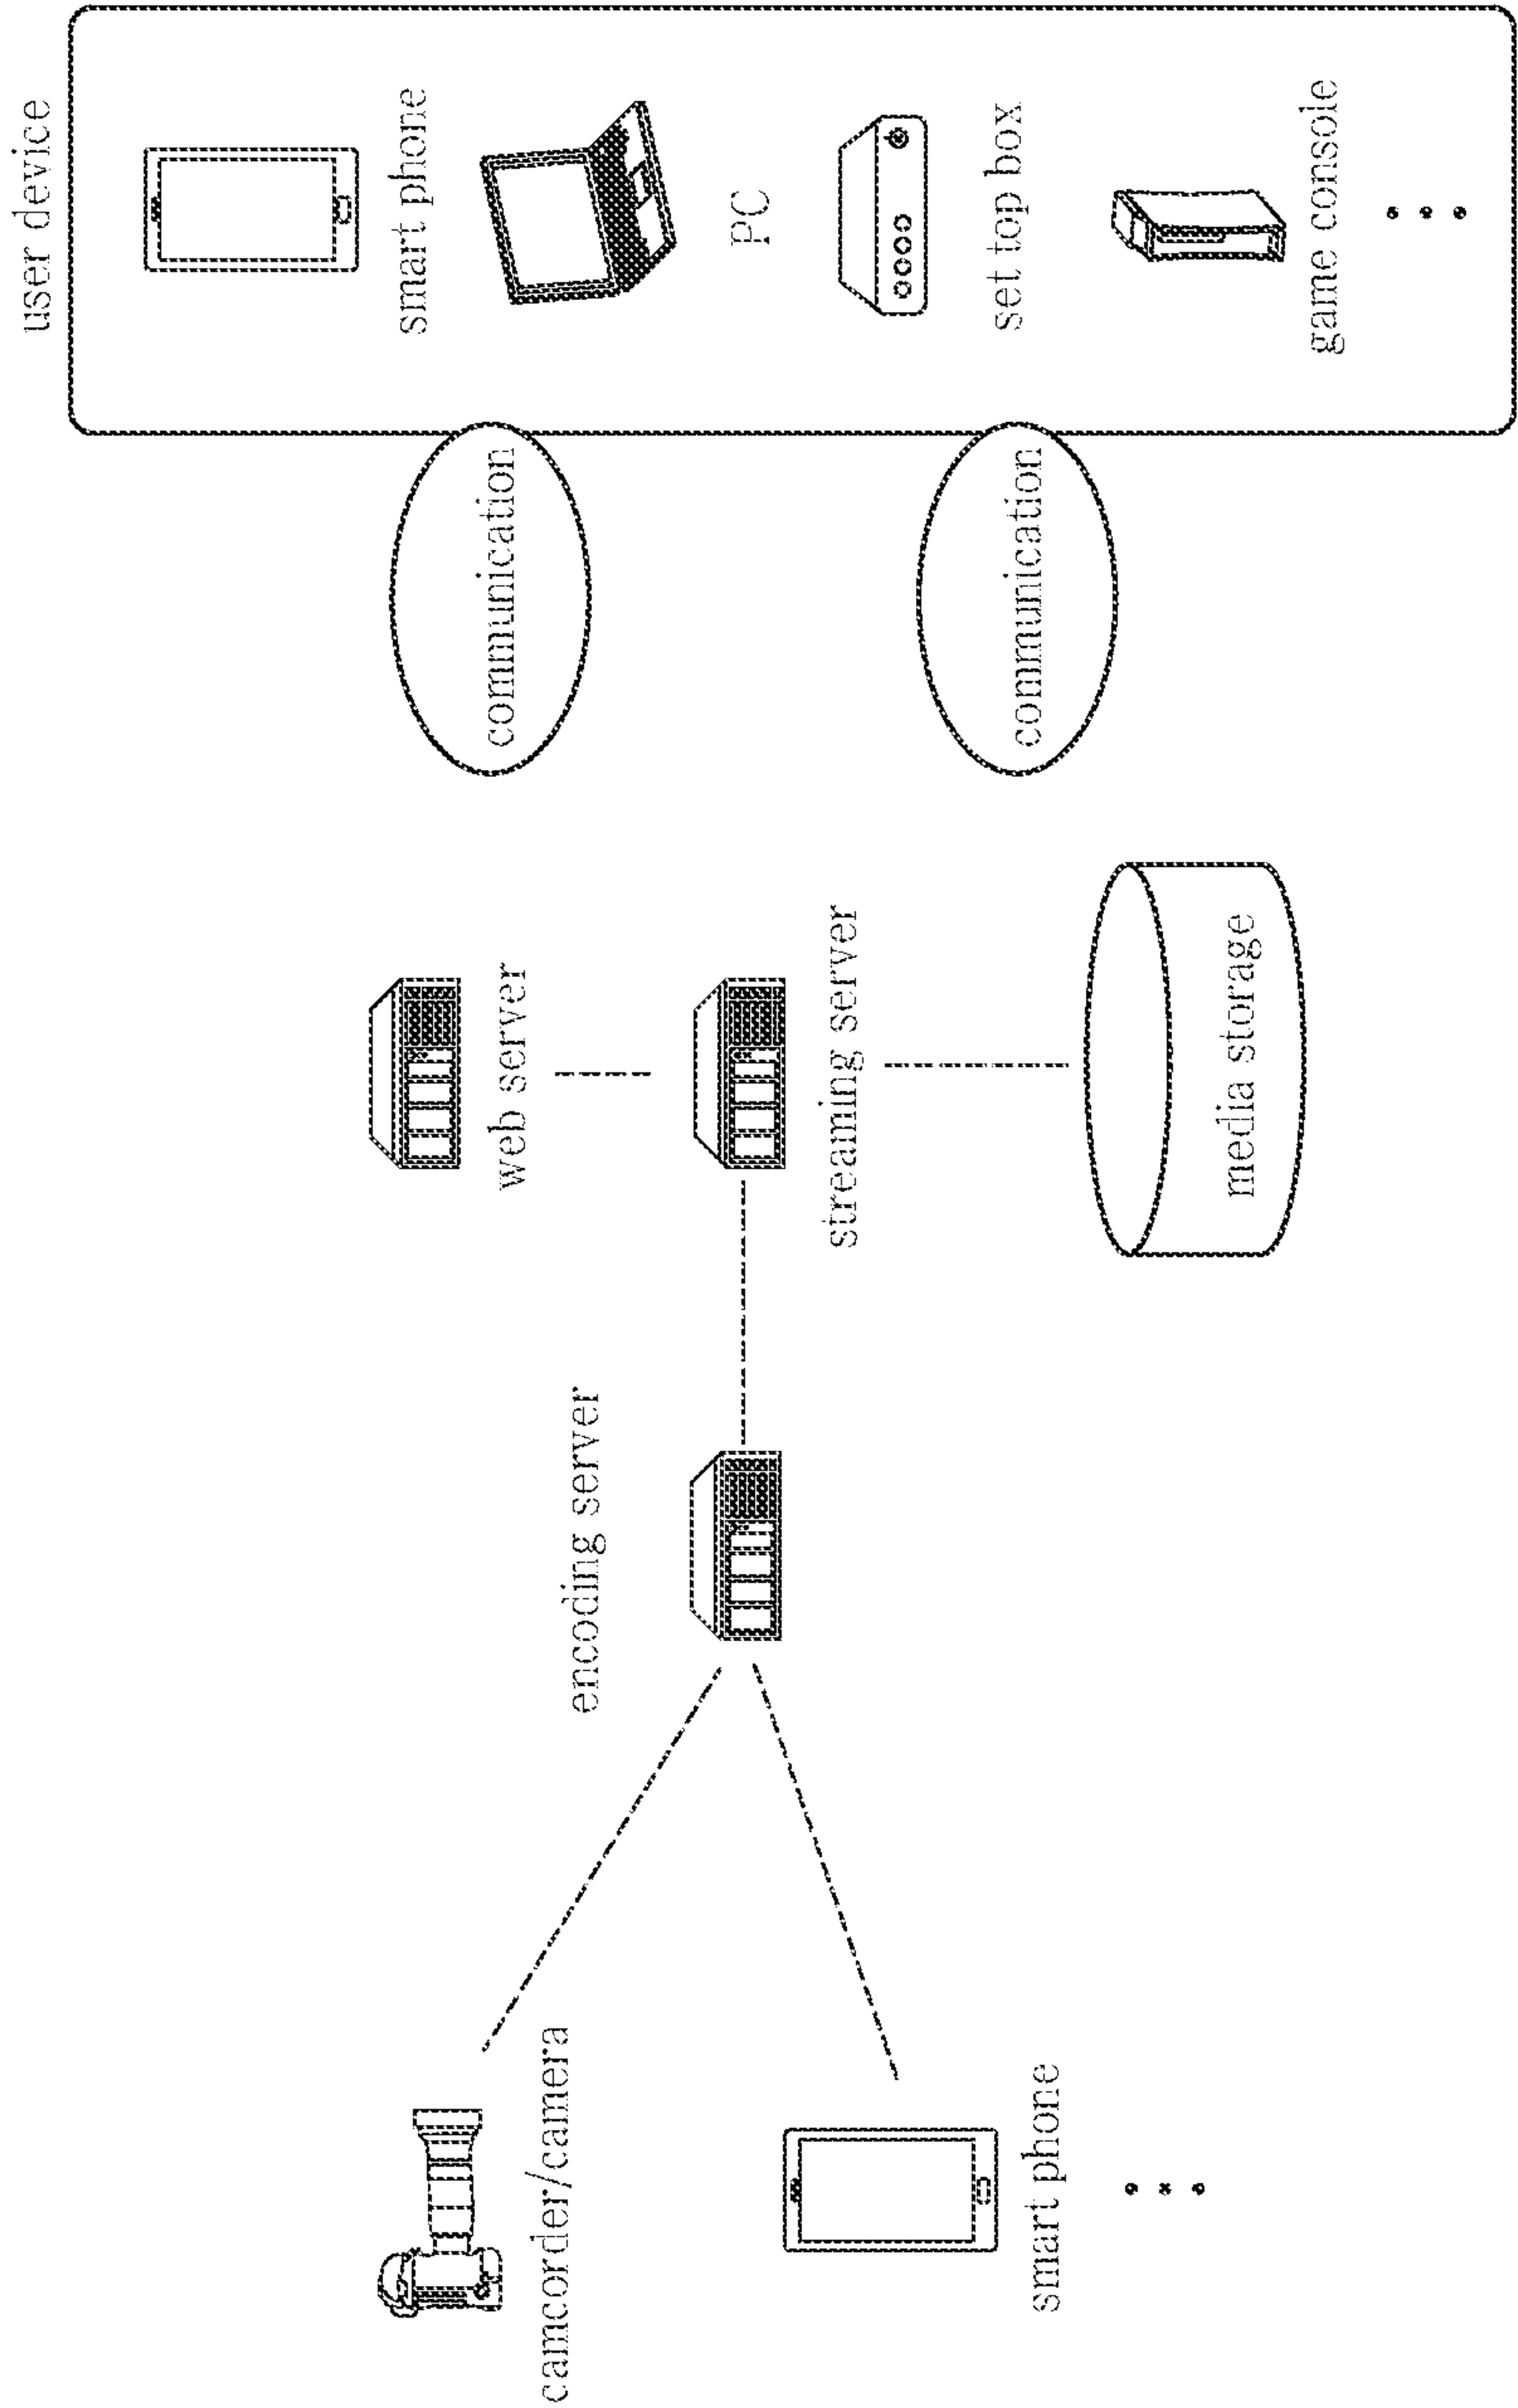 user device
smart phone
PC
set top box
game console
communication
communication
web server
streaming server
media storage
encoding server
camcorder/camera
smart phone